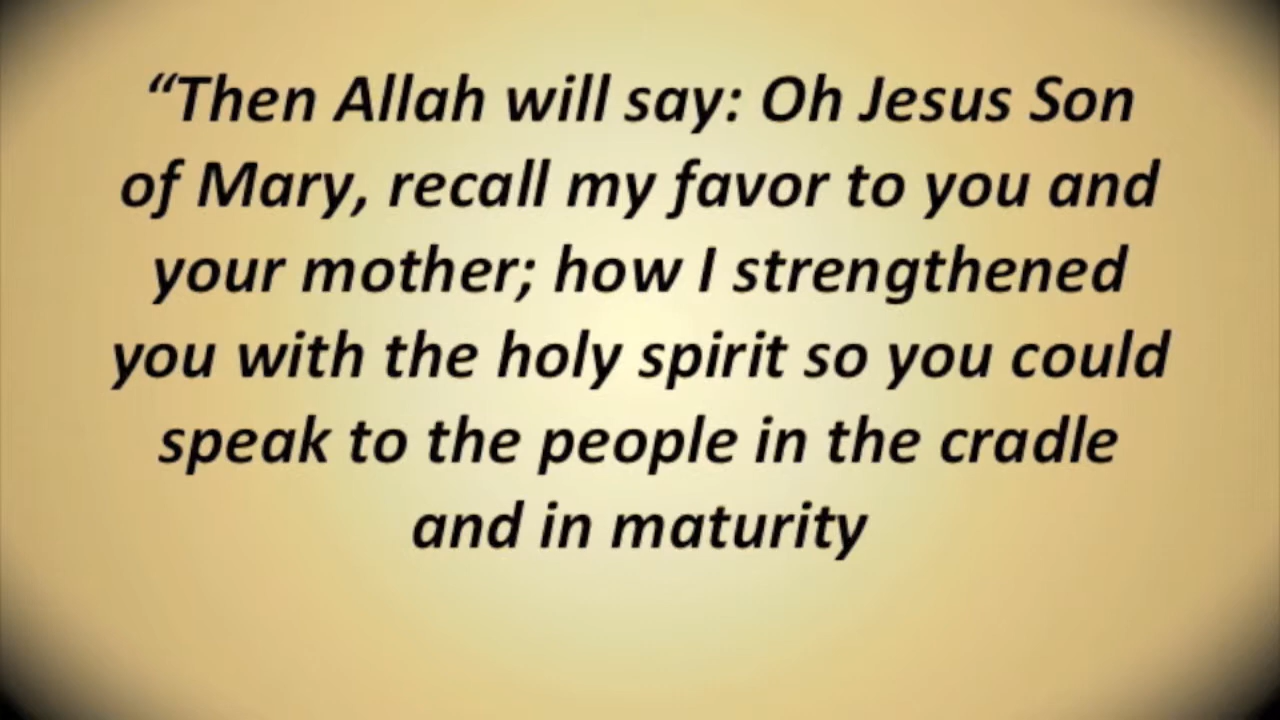 “Then Allah will say: Oh Jesus Son
of Mary, recall my favor to you and
your mother; how I strengthened
you with the holy spirit so you could
speak to the people in the cradle
and in maturity